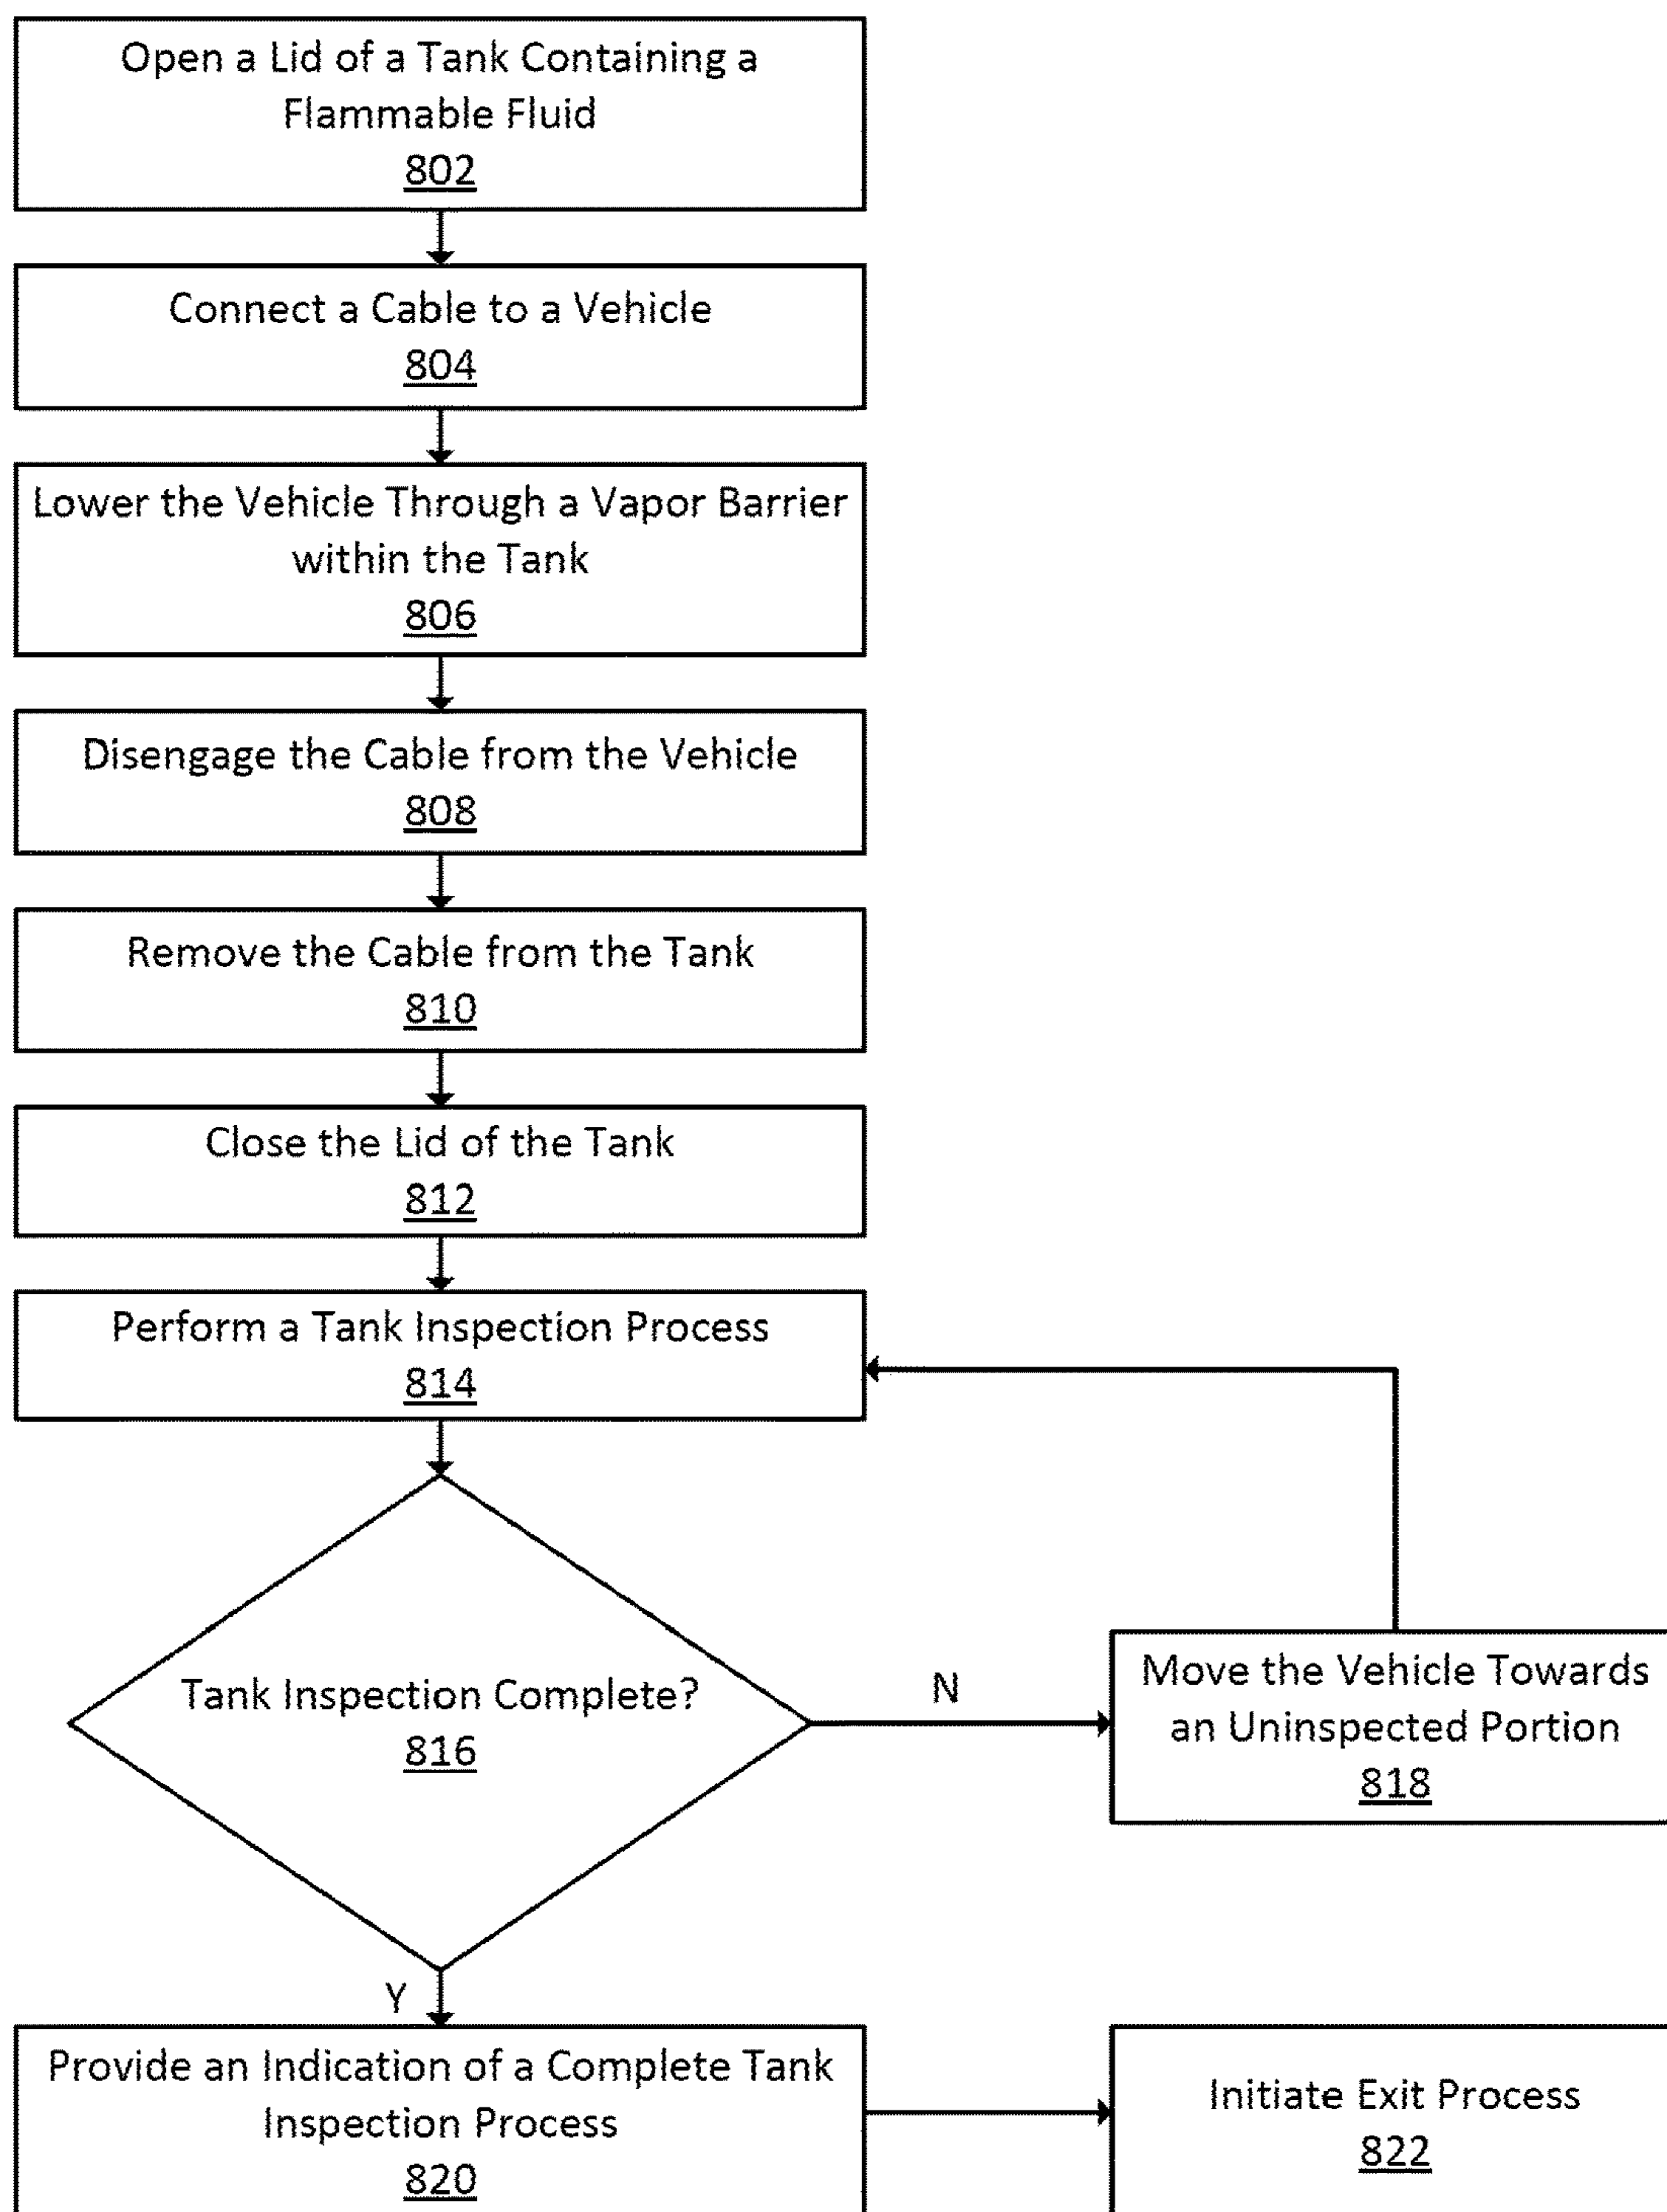 Open a Lid of a Tank Containing a
Flammable Fluid
802
Connect a Cable to a Vehicle
804
Lower the Vehicle Through a Vapor Barrier
within the Tank
806
Disengage the Cable from the Vehicle
808
Remove the Cable from the Tank
810
Close the Lid of the Tank
812
Perform a Tank Inspection Process
814
Tank Inspection Complete?
816
N
Move the Vehicle Towards
an Uninspected Portion
818
Y
Provide an Indication of a Complete Tank
Inspection Process
820
Initiate Exit Process
822